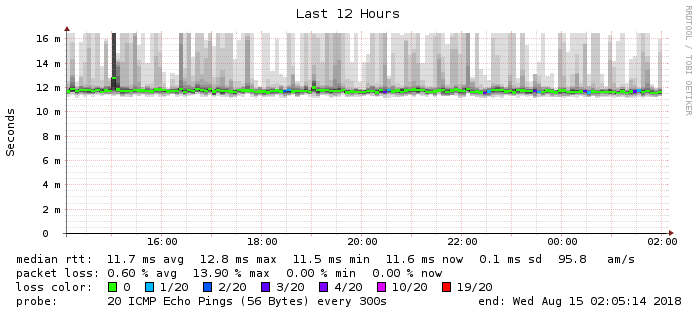 Last 12 Hours
RRDTOOL / TOBI OETIKER
Seconds
16 m
14 m
12 m
10 m
8 m
6 m
4 m
2 m
0
16:00 18:00 20:00 22:00 00:00 02:00
median rtt: 11.7 ms avg 12.8 ms max 11.5 ms min 11.6 ms now 0.1 ms sd 95.8 am/s
packet loss: 0.60 % avg 13.90 % max 0.00 % min 0.00 % now
loss color: 0 1/20 2/20 3/20 4/20 10/20 19/20
probe: 20 ICMP Echo Pings (56 Bytes) every 300s end: Wed Aug 15 02:05:14 2018